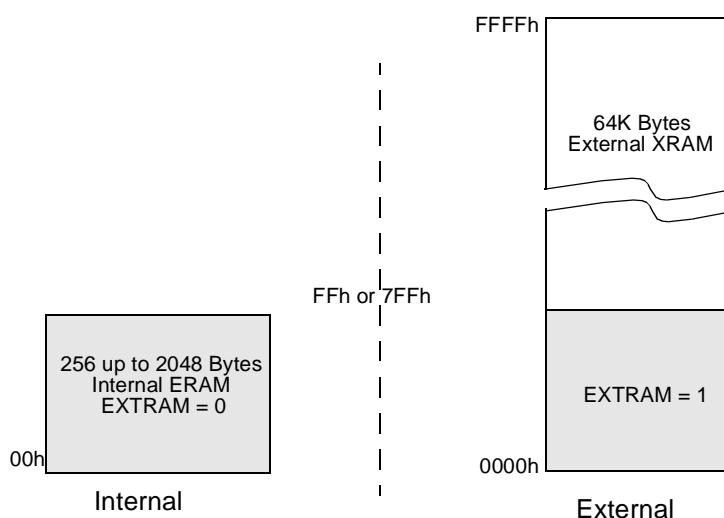 FFFFh
64K Bytes
External XRAM
FFh or 7FFh
256 up to 2048 Bytes
Internal ERAM
EXTRAM = 0
EXTRAM = 1
00h
0000h
Internal
External